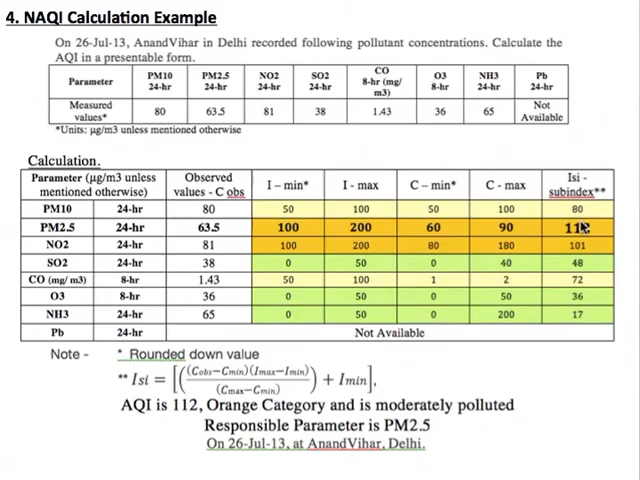 4. NAQI Calculation Example
On 26-Jul-13, AnandVihar in Delhi recorded following pollutant concentrations. Calculate the
AQI in a presentable form.
Parameter PM10 24-hr PM2.5 24-hr NO2 24-hr SO2 24-hr CO 8-hr (mg/ m3) O3 8-hr NH3 24-hr Pb 24-hr
Measured values* 80 63.5 81 38 1.43 36 65 Not Available
*Units: µg/m3 unless mentioned otherwise
Calculation.
Parameter (µg/m3 unless mentioned otherwise) Observed values - C obs I – min* I - max C – min* C - max Isi - subindex**
PM10 24-hr 80 50 100 50 100 80
PM2.5 24-hr 63.5 100 200 60 90 112
NO2 24-hr 81 100 200 80 180 101
SO2 24-hr 38 0 50 0 40 48
CO (mg/ m3) 8-hr 1.43 50 100 1 2 72
O3 8-hr 36 0 50 0 50 36
NH3 24-hr 65 0 50 0 200 17
Pb 24-hr Not Available
Note - * Rounded down value
** Isi = [((Cobs−Cmin)(Imax−Imin)/(Cmax−Cmin)) + Imin],
AQI is 112, Orange Category and is moderately polluted
Responsible Parameter is PM2.5
On 26-Jul-13, at AnandVihar, Delhi.